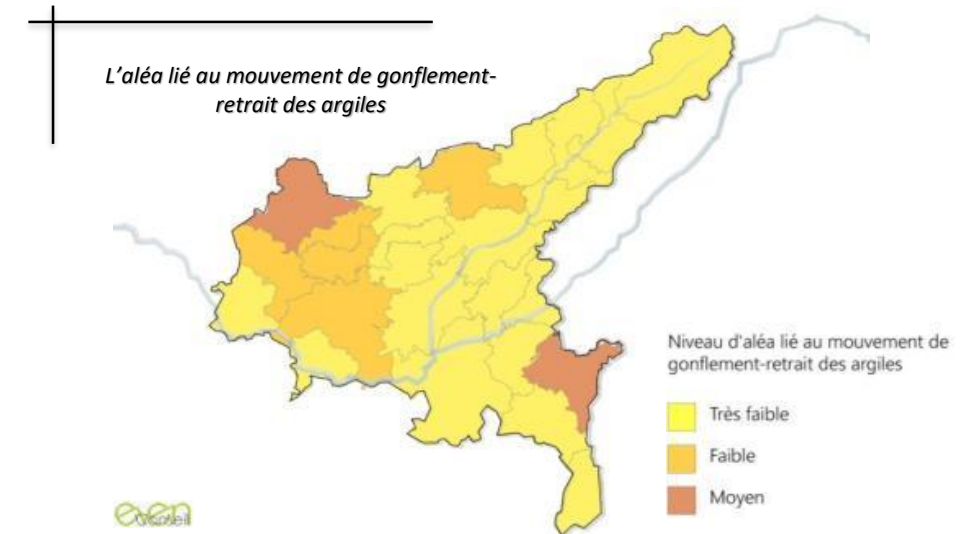 L'aléa lié au mouvement de gonflement-
retrait des argiles
Niveau d'aléa lié au mouvement de
gonflement-retrait des argiles
Très faible
Faible
Moyen
even
Conseil